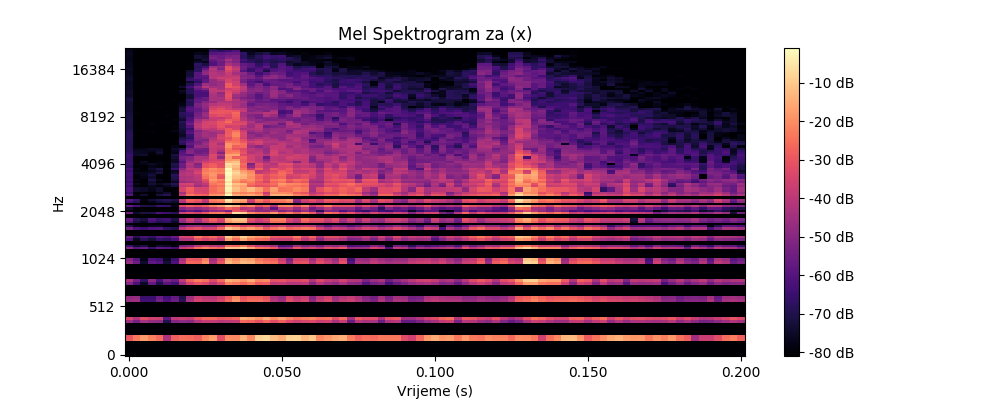 Mel Spektrogram za (x)
Hz
16384
8192
4096
2048
1024
512
0
0.000 0.050 0.100 0.150 0.200
Vrijeme (s)
-10 dB
-20 dB
-30 dB
-40 dB
-50 dB
-60 dB
-70 dB
-80 dB